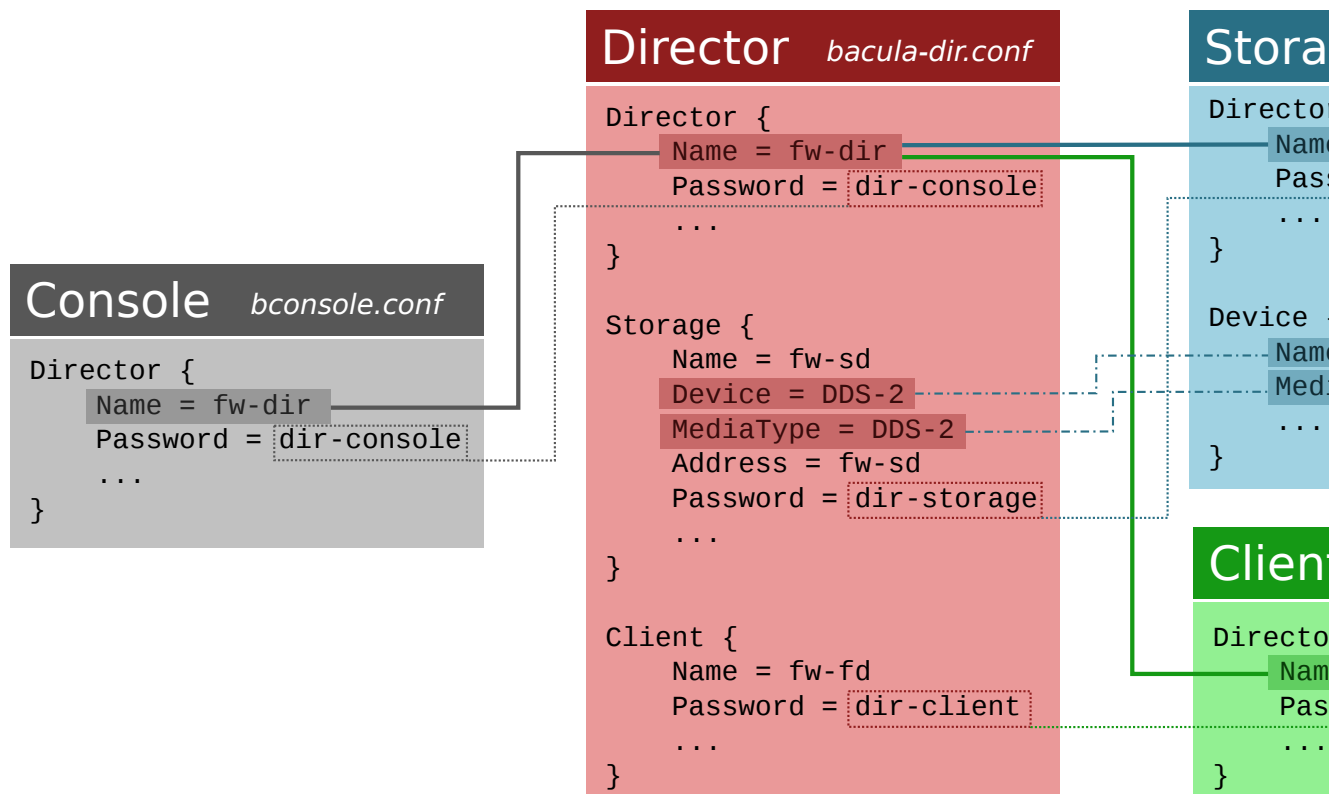 Console bconsole.conf
Director {
Name = fw-dir
Password = dir-console
...
}
Director bacula-dir.conf
Director {
Name = fw-dir
Password = dir-console
...
}
Storage {
Name = fw-sd
Device = DDS-2
MediaType = DDS-2
Address = fw-sd
Password = dir-storage
...
}
Client {
Name = fw-fd
Password = dir-client
...
}
...
}
Device
...
}
Client
...
}